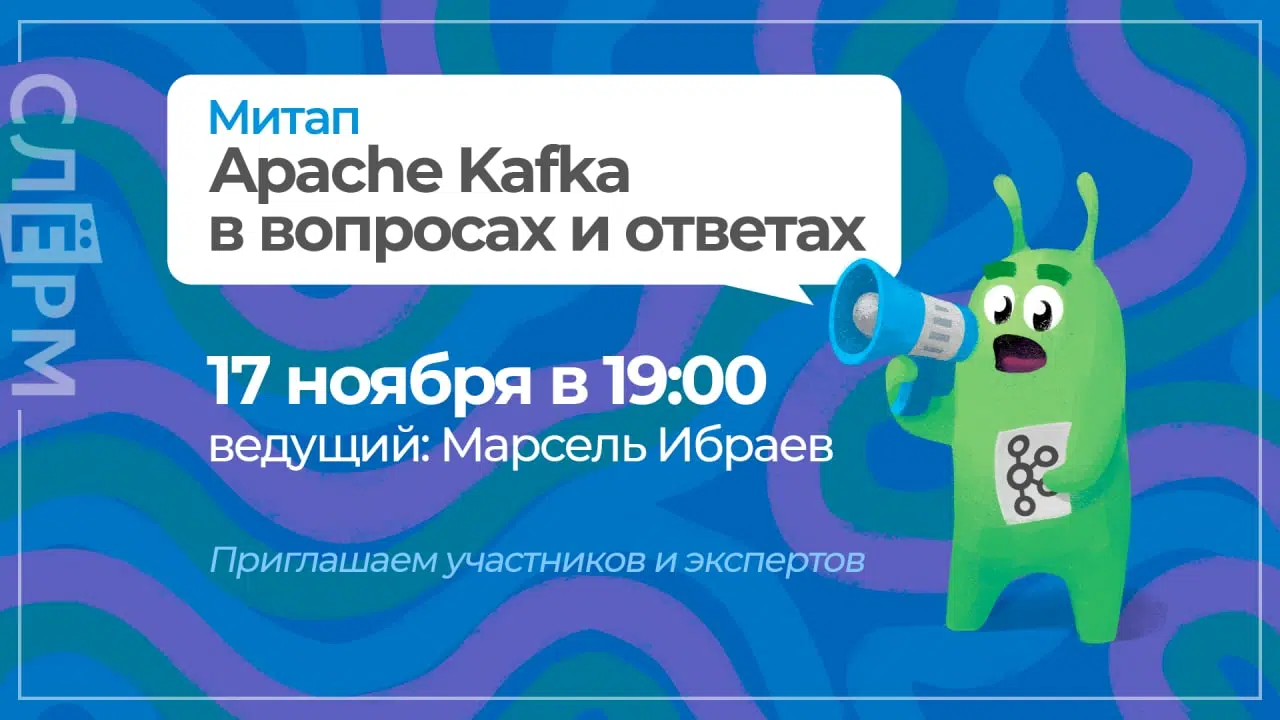 СЛЁРМ
Митап
Apache Kafka
в вопросах и ответах
17 ноября в 19:00
ведущий: Марсель Ибраев
Приглашаем участников и экспертов